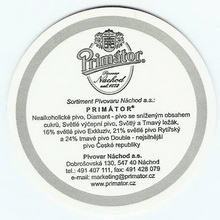 Primátor
Pivovar
Náchod
zal. 1872
Sortiment Pivovaru Náchod a.s.:
PRIMÁTOR®
Nealkoholické pivo, Diamant - pivo se sníženým obsahem
cukrů, Světlé výčepní pivo, Světlý a Tmavý ležák,
16% světlé pivo Exkluziv, 21% světlé pivo Rytířský
a 24% tmavé pivo Double - nejsilnější
pivo České republiky
Pivovar Náchod a.s.
Dobrošovská 130, 547 40 Náchod
tel.: 491 407 111, fax: 491 428 079
e-mail: marketing@primator.cz
www.primator.cz